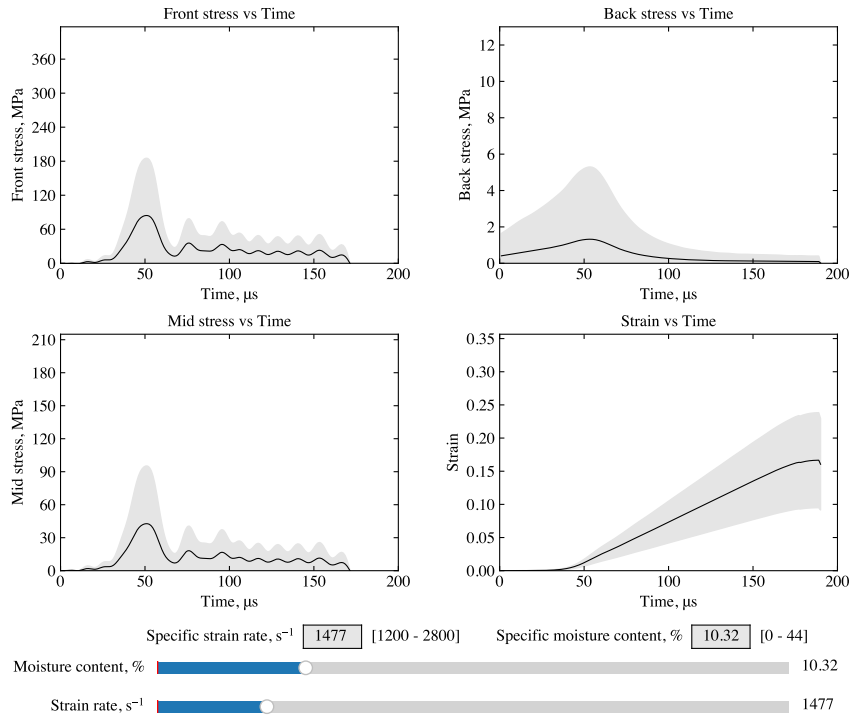 Front stress vs Time
Front stress, MPa
360
300
240
180
120
60
0
0 50 100 150 200
Time, µs
Back stress vs Time
Back stress, MPa
12
10
8
6
4
2
0
0 50 100 150 200
Time, µs
Mid stress vs Time
Mid stress, MPa
210
180
150
120
90
60
30
0
0 50 100 150 200
Time, µs
Strain vs Time
Strain
0.35
0.30
0.25
0.20
0.15
0.10
0.05
0.00
0 50 100 150 200
Time, µs
Specific strain rate, s⁻¹ 1477 [1200 - 2800] Specific moisture content, % 10.32 [0 - 44]
Moisture content, % 10.32
Strain rate, s⁻¹ 1477